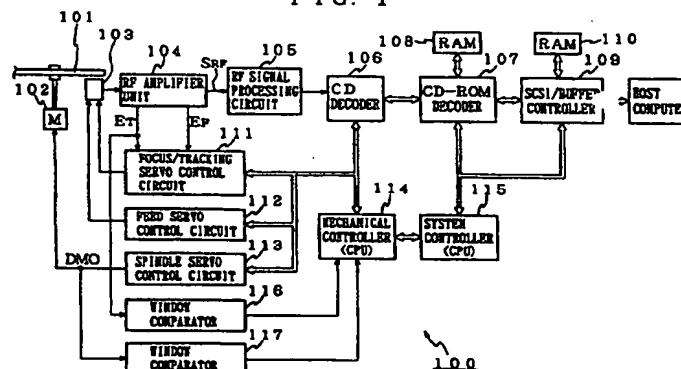 FIG. 1
101
103
104
105
106
108
RAM
107
RAM
110
109
RF AMPLIFIER
UNIT
SRF
RF SIGNAL
PROCESSING
CIRCUIT
CD
DECODER
CD-ROM
DECODER
SCSI/BUFFER
CONTROLLER
HOST
COMPUTE
102
M
ET
EF
111
FOCUS/TRACKING
SERVO CONTROL
CIRCUIT
112
FEED SERVO
CONTROL CIRCUIT
113
DMO
SPINDLE SERVO
CONTROL CIRCUIT
114
MECHANICAL
CONTROLLER
(CPU)
115
SYSTEM
CONTROLLER
(CPU)
116
WINDOW
COMPARATOR
117
WINDOW
COMPARATOR
100